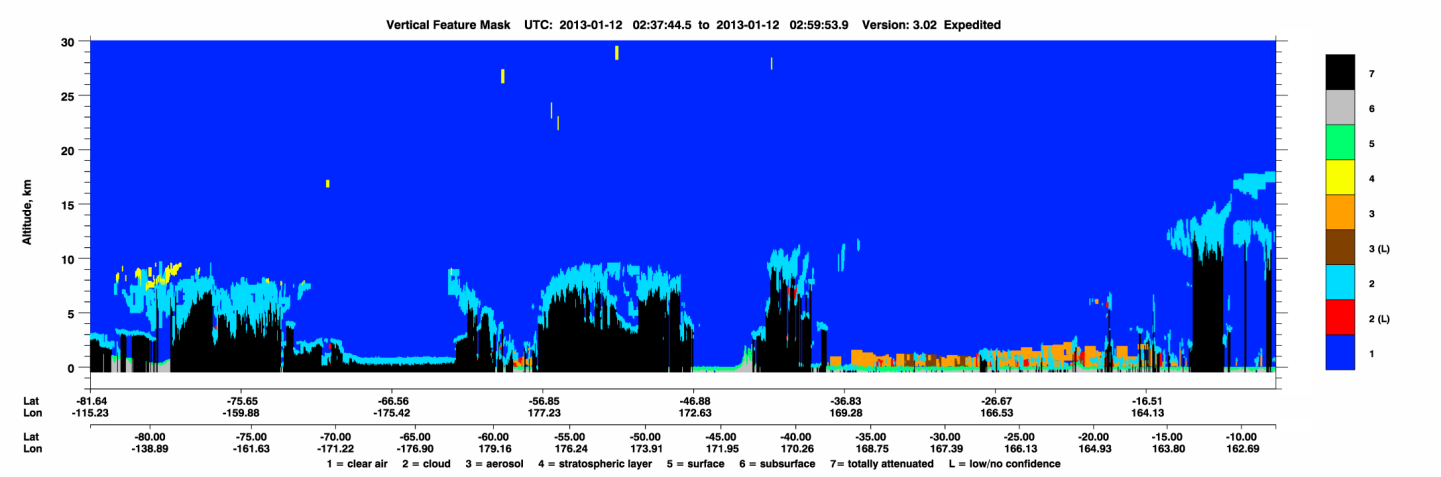 Vertical Feature Mask UTC: 2013-01-12 02:37:44.5 to 2013-01-12 02:59:53.9 Version: 3.02 Expedited
30
25
20
15
10
5
0
Altitude, km
7
6
5
4
3
3 (L)
2
2 (L)
1
Lat -81.64 -75.65 -66.56 -56.85 -46.88 -36.83 -26.67 -16.51
Lon -115.23 -159.88 -175.42 177.23 172.63 169.28 166.53 164.13
Lat -80.00 -75.00 -70.00 -65.00 -60.00 -55.00 -50.00 -45.00 -40.00 -35.00 -30.00 -25.00 -20.00 -15.00 -10.00
Lon -138.89 -161.63 -171.22 -176.90 179.16 176.24 173.91 171.95 170.26 168.75 167.39 166.13 164.93 163.80 162.69
1 = clear air 2 = cloud 3 = aerosol 4 = stratospheric layer 5 = surface 6 = subsurface 7= totally attenuated L = low/no confidence